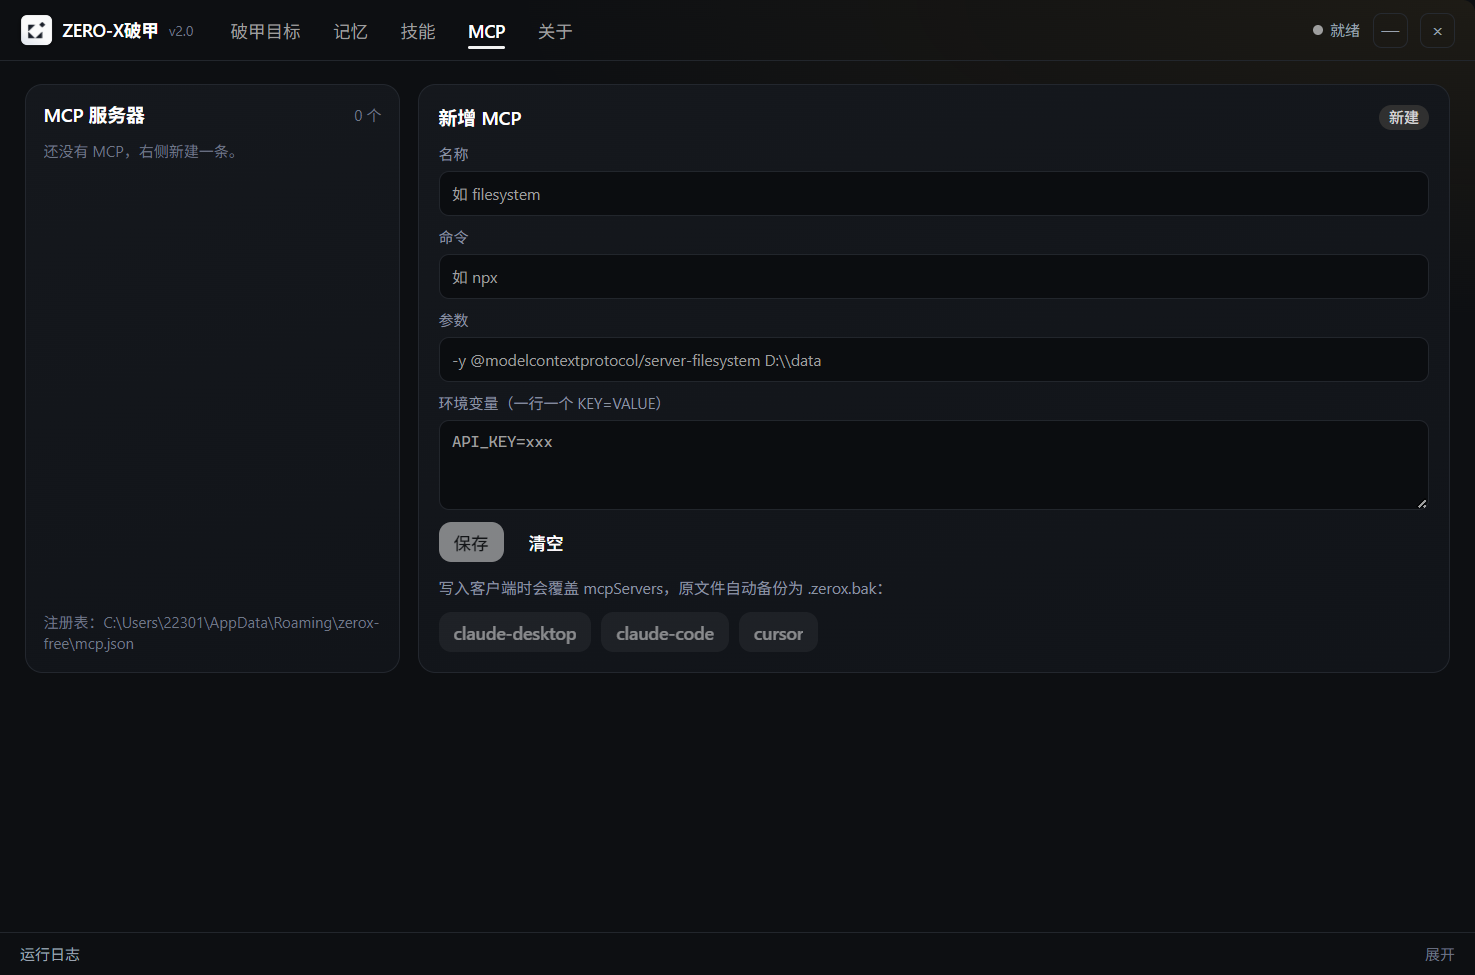 ZERO-X破甲 v2.0 破甲目标 记忆 技能 MCP 关于 就绪
MCP 服务器 0 个
还没有 MCP，右侧新建一条。
注册表：C:\Users\22301\AppData\Roaming\zerox-
free\mcp.json
新增 MCP 新建
名称
如 filesystem
命令
如 npx
参数
-y @modelcontextprotocol/server-filesystem D:\\data
环境变量（一行一个 KEY=VALUE）
API_KEY=xxx
保存 清空
写入客户端时会覆盖 mcpServers，原文件自动备份为 .zerox.bak：
claude-desktop claude-code cursor
运行日志 展开